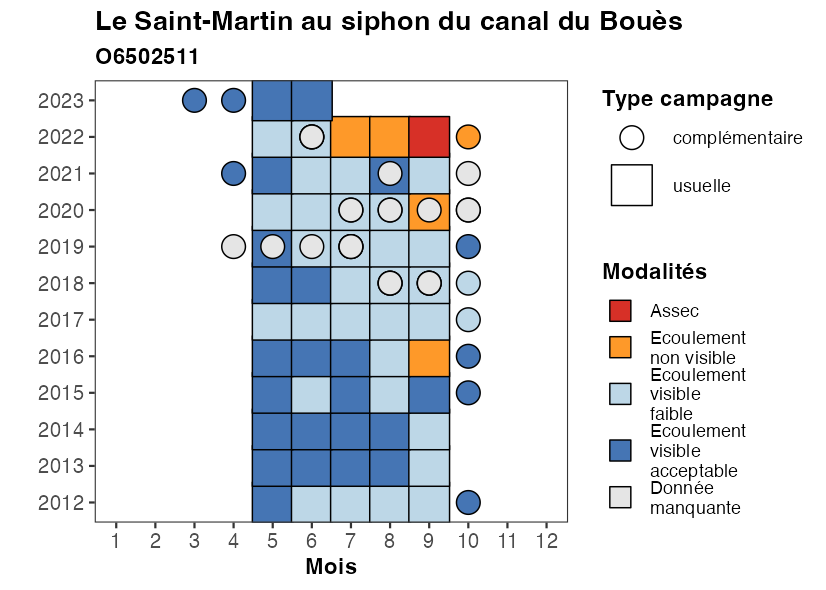 Le Saint-Martin au siphon du canal du Bouès
O6502511
2023
2022
2021
2020
2019
2018
2017
2016
2015
2014
2013
2012
1 2 3 4 5 6 7 8 9 10 11 12
Mois
Type campagne
complémentaire
usuelle
Modalités
Assec
Ecoulement
non visible
Ecoulement
visible
faible
Ecoulement
visible
acceptable
Donnée
manquante